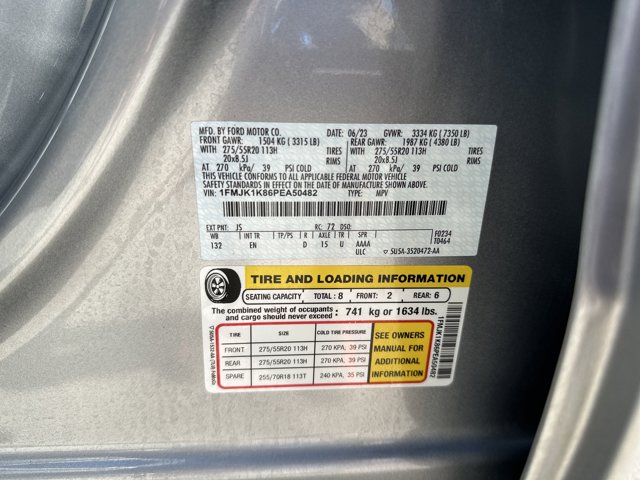 MFD. BY FORD MOTOR CO. DATE: 06/23 GVWR: 3334 KG (7350 LB)
FRONT GAWR: 1504 KG (3315 LB) REAR GAWR: 1987 KG (4380 LB)
WITH 275/55R20 113H TIRES WITH 275/55R20 113H TIRES
20x8.5J RIMS 20x8.5J RIMS
AT 270 kPa/ 39 PSI COLD AT 270 kPa/ 39 PSI COLD
THIS VEHICLE CONFORMS TO ALL APPLICABLE FEDERAL MOTOR VEHICLE
SAFETY STANDARDS IN EFFECT ON THE DATE OF MANUFACTURE SHOWN ABOVE.
VIN: 1FMJK1K86PEA50482 TYPE: MPV
EXT PNT: JS RC: 72 DSO: F0234
WB INT TR TP/PS R AXLE TR SPR T0464
132 EN D 15 U AAAA
ULC ▽ SU5A-3520472-AA
TIRE AND LOADING INFORMATION
SEATING CAPACITY TOTAL: 8 FRONT: 2 REAR: 6
The combined weight of occupants and cargo should never exceed : 741 kg or 1634 lbs.
TIRE SIZE COLD TIRE PRESSURE SEE OWNERS MANUAL FOR ADDITIONAL INFORMATION
FRONT 275/55R20 113H 270 KPA, 39 PSI
REAR 275/55R20 113H 270 KPA, 39 PSI
SPARE 255/70R18 113T 240 KPA, 35 PSI
1FMJK1K86PEA50482